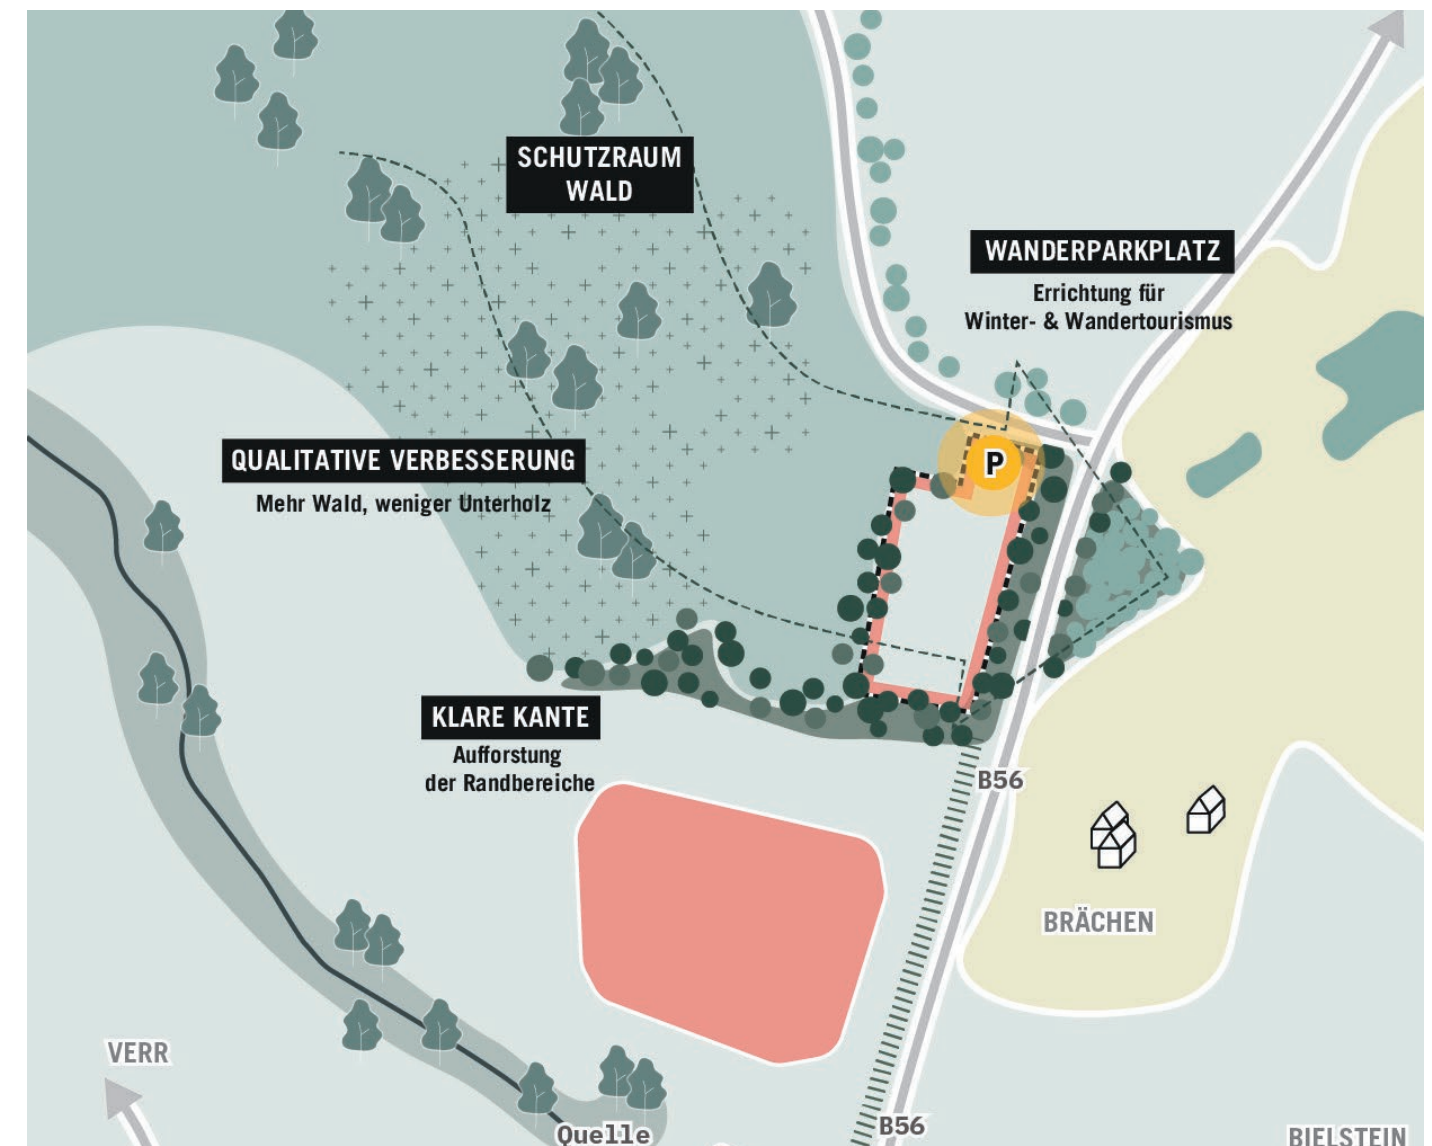 SCHUTZRAUM
WALD
WANDERPARKPLATZ
Errichtung für
Winter- & Wandertourismus
QUALITATIVE VERBESSERUNG
Mehr Wald, weniger Unterholz
P
KLARE KANTE
Aufforstung
der Randbereiche
B56
BRÄCHEN
VERR
B56
Quelle
BIELSTEIN